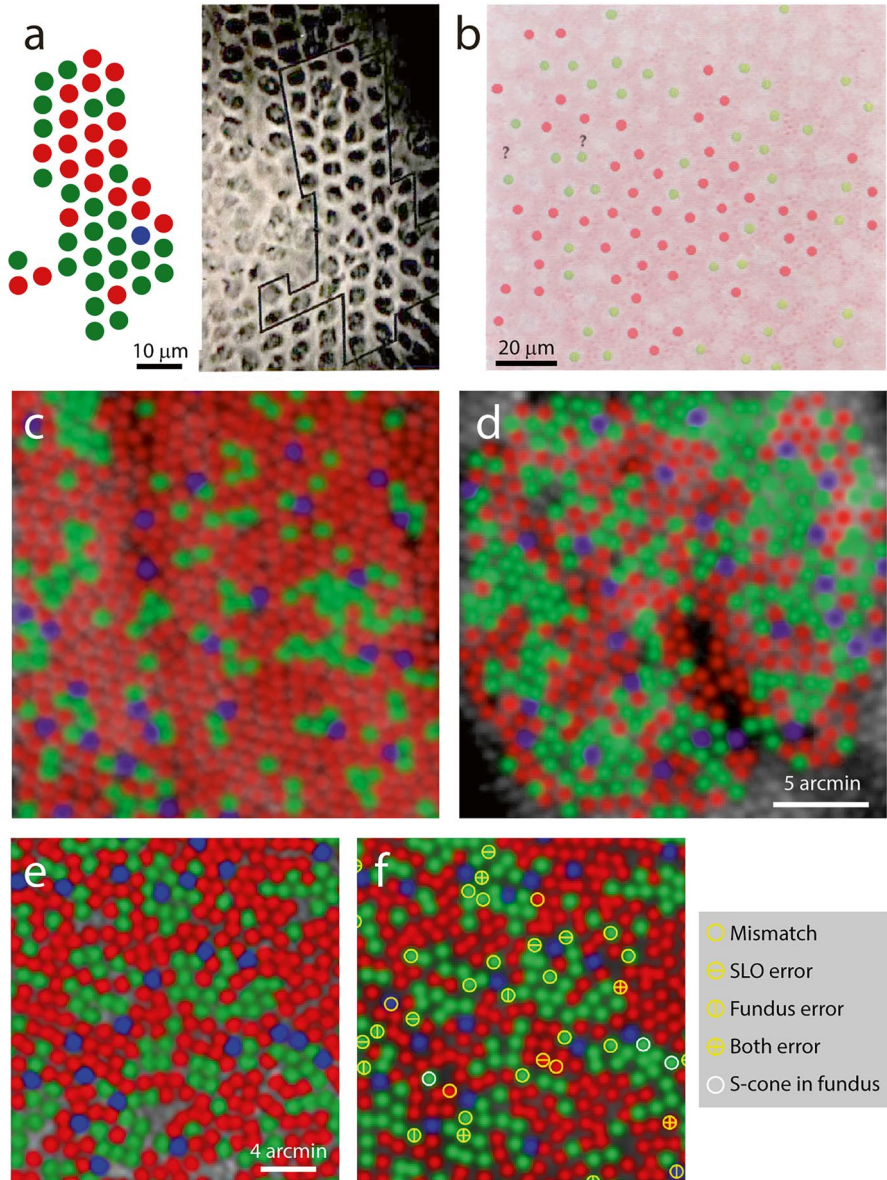 a
b
?
?
10 μm
20 μm
c
d
5 arcmin
e
f
4 arcmin
Mismatch
SLO error
Fundus error
Both error
S-cone in fundus